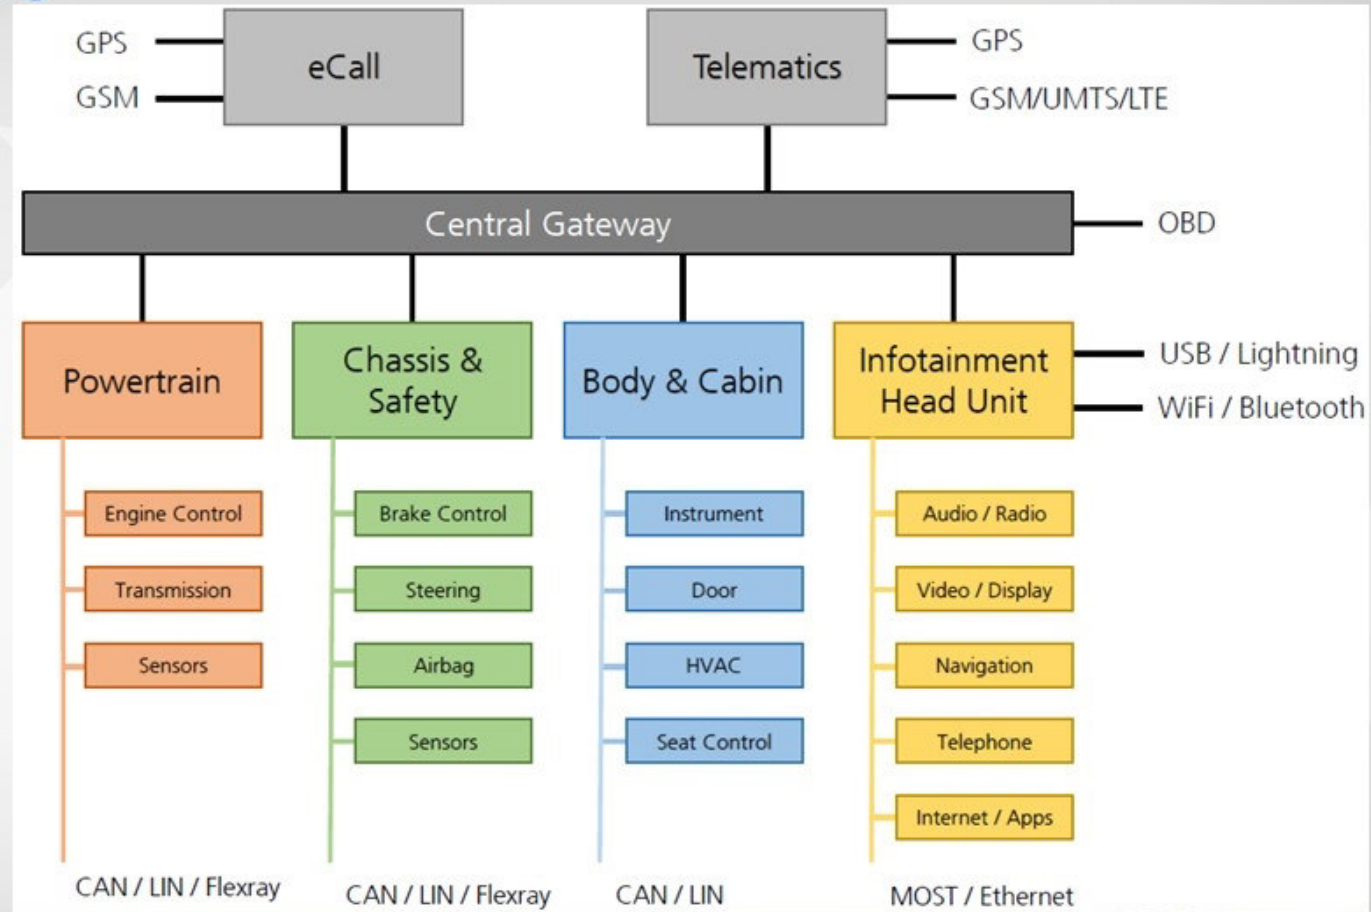 GPS
GSM
eCall
Telematics
GPS
GSM/UMTS/LTE
Central Gateway
OBD
Powertrain
Chassis &
Safety
Body & Cabin
Infotainment
Head Unit
USB / Lightning
WiFi / Bluetooth
Engine Control
Transmission
Sensors
Brake Control
Steering
Airbag
Sensors
Instrument
Door
HVAC
Seat Control
Audio / Radio
Video / Display
Navigation
Telephone
Internet / Apps
CAN / LIN / Flexray
CAN / LIN / Flexray
CAN / LIN
MOST / Ethernet